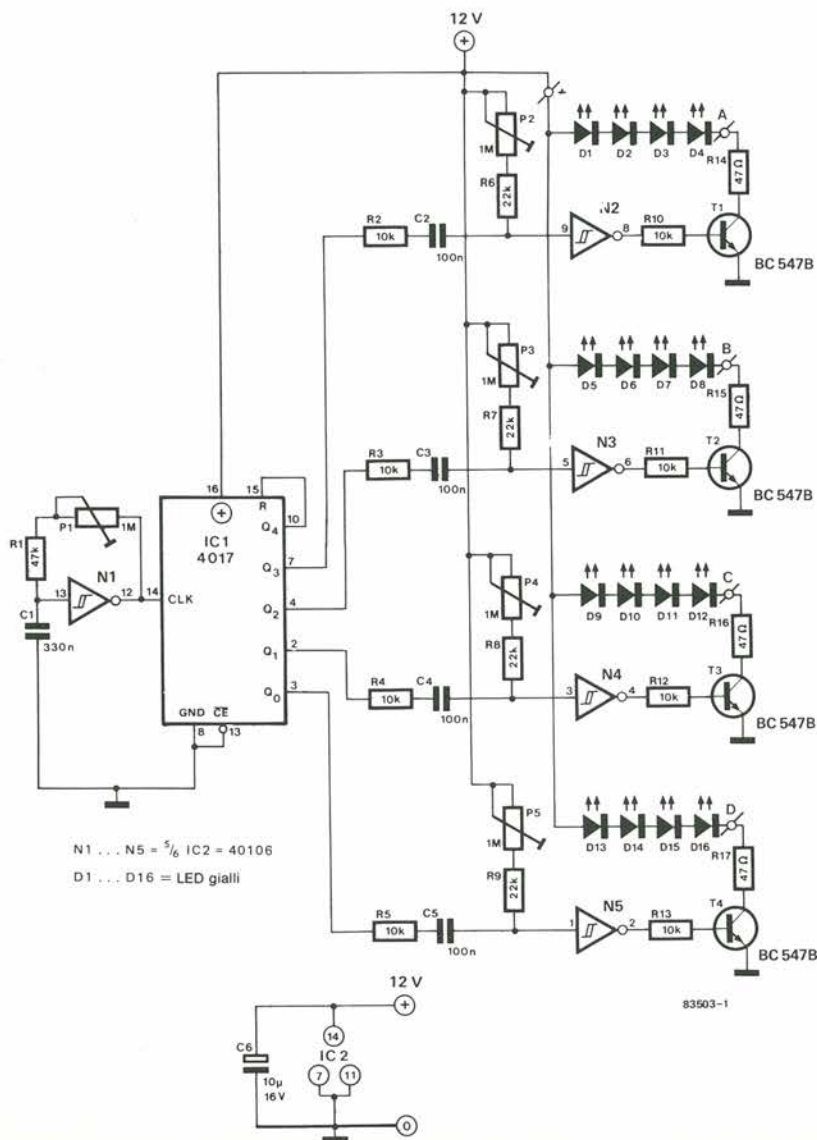 12 V
+
+
P2
1M
R6
22k
D1 D2 D3 D4
A
R14
47Ω
R2
10k
C2
100n
N2
9
8
R10
10k
T1
BC 547B
P3
1M
R7
22k
D5 D6 D7 D8
B
R15
47Ω
R3
10k
C3
100n
N3
5
6
R11
10k
T2
BC 547B
P1
1M
R1
47k
N1
13
12
14
C1
330n
16
15
R
+
IC1
4017
CLK
Q4
10
Q3
7
Q2
4
Q1
2
Q0
3
GND CE
8
13
P4
1M
R8
22k
D9 D10 D11 D12
C
R16
47Ω
R4
10k
C4
100n
N4
3
4
R12
10k
T3
BC 547B
P5
1M
R9
22k
D13 D14 D15 D16
D
R17
47Ω
R5
10k
C5
100n
N5
1
2
R13
10k
T4
BC 547B
N1 ... N5 = 5/6 IC2 = 40106
D1 ... D16 = LED gialli
83503-1
12 V
+
14
IC 2
7
11
C6
10µ
16V
0